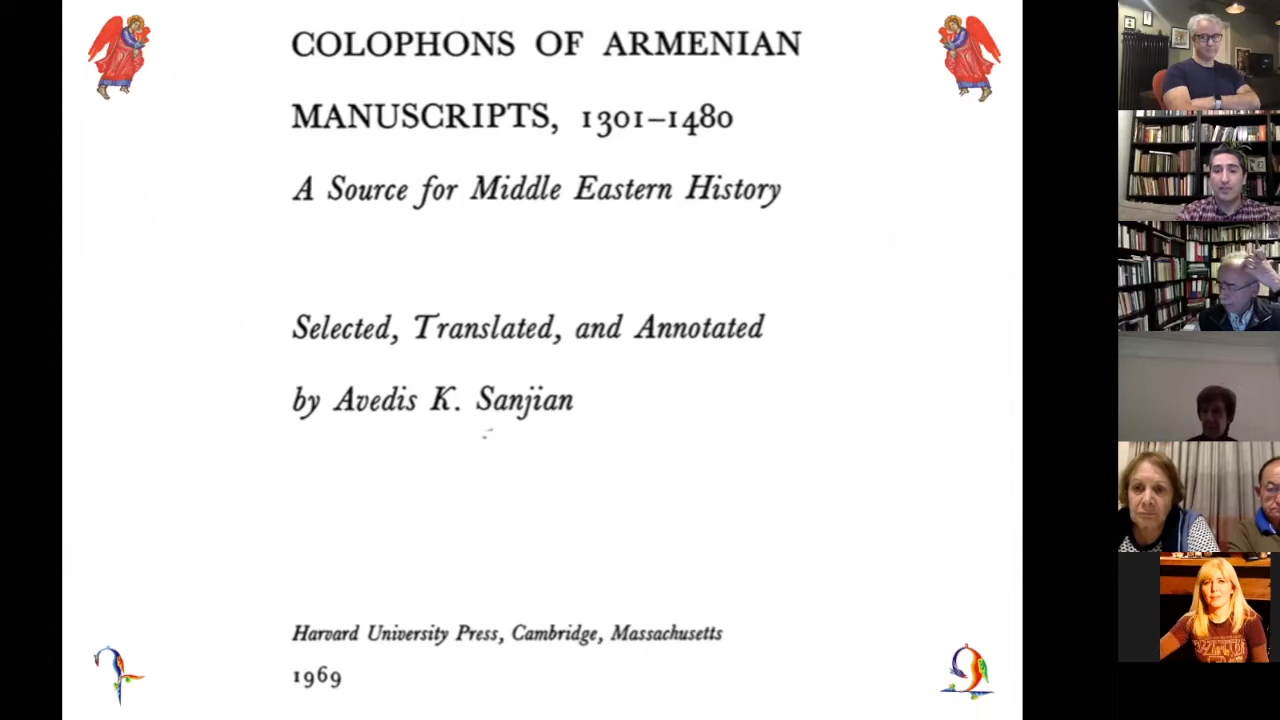 COLOPHONS OF ARMENIAN
MANUSCRIPTS, 1301–1480
A Source for Middle Eastern History
Selected, Translated, and Annotated
by Avedis K. Sanjian
Harvard University Press, Cambridge, Massachusetts
1969